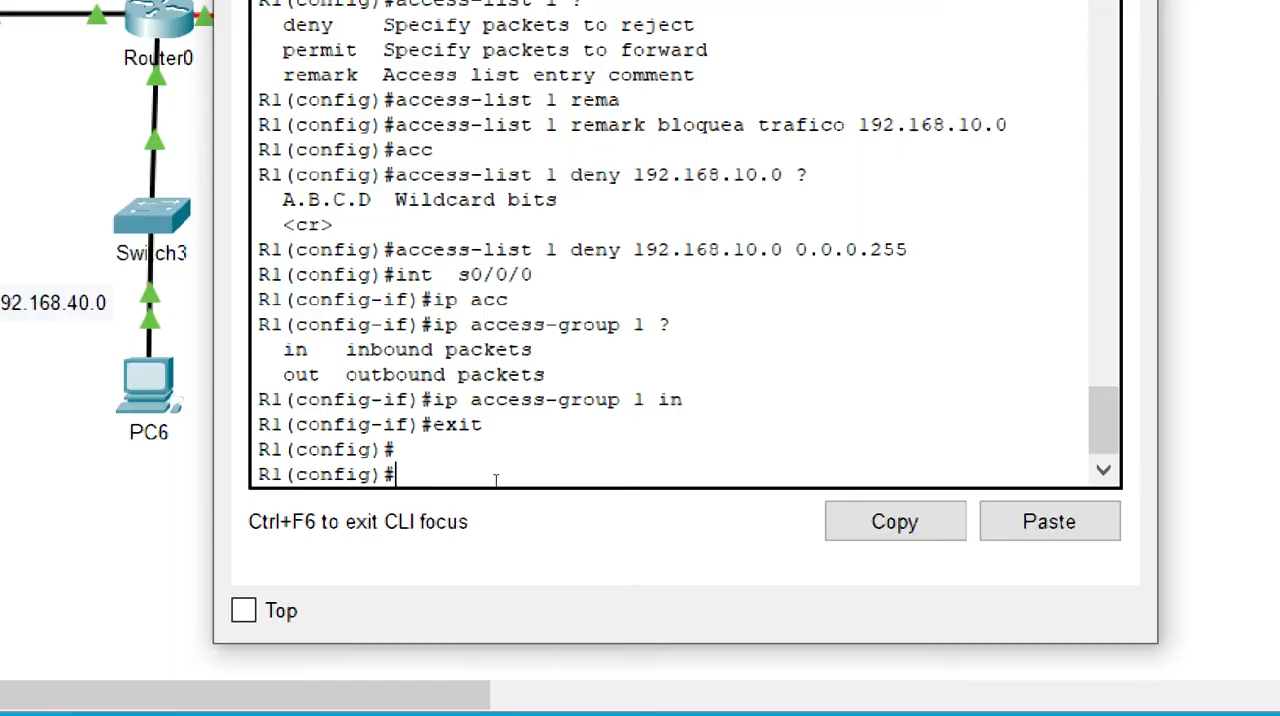 R1(config)#access-list 1 ?
deny Specify packets to reject
permit Specify packets to forward
remark Access list entry comment
R1(config)#access-list 1 rema
R1(config)#access-list 1 remark bloquea trafico 192.168.10.0
R1(config)#acc
R1(config)#access-list 1 deny 192.168.10.0 ?
A.B.C.D Wildcard bits
<cr>
R1(config)#access-list 1 deny 192.168.10.0 0.0.0.255
R1(config)#int s0/0/0
R1(config-if)#ip acc
R1(config-if)#ip access-group 1 ?
in inbound packets
out outbound packets
R1(config-if)#ip access-group 1 in
R1(config-if)#exit
R1(config)#
R1(config)#
Router0
Switch3
92.168.40.0
PC6
Ctrl+F6 to exit CLI focus
Copy
Paste
Top